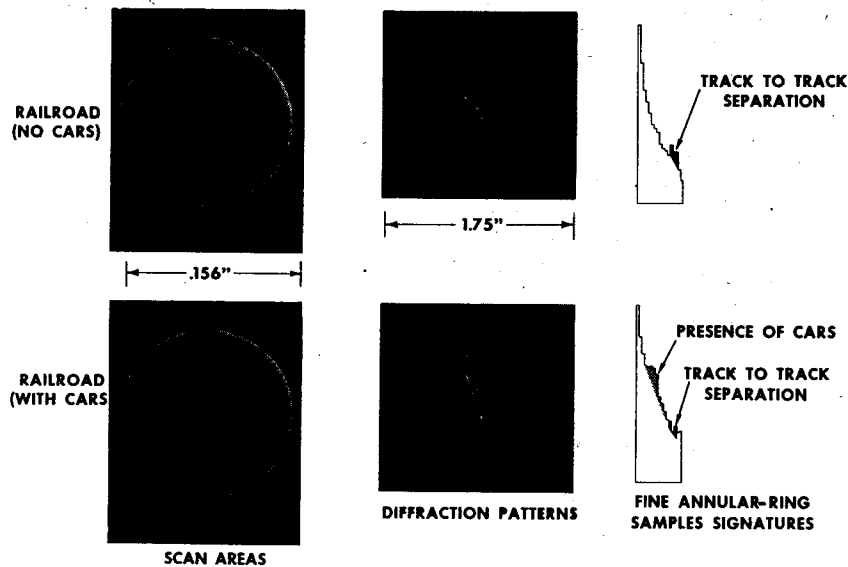 RAILROAD
(NO CARS)
TRACK TO TRACK
SEPARATION
1.75"
.156"
RAILROAD
(WITH CARS
PRESENCE OF CARS
TRACK TO TRACK
SEPARATION
DIFFRACTION PATTERNS
FINE ANNULAR-RING
SAMPLES SIGNATURES
SCAN AREAS